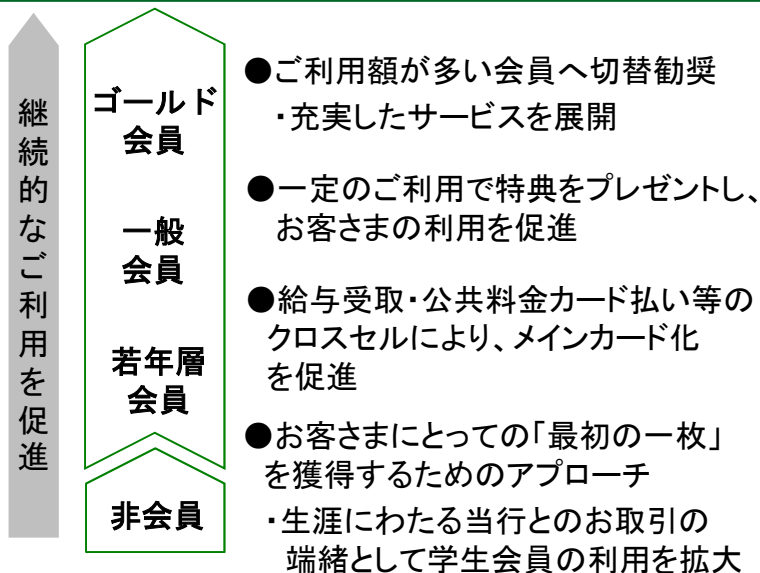 継続的なご利用を促進
ゴールド
会員
一般
会員
若年層
会員
非会員
●ご利用額が多い会員へ切替勧奨
・充実したサービスを展開
●一定のご利用で特典をプレゼントし、
お客さまの利用を促進
●給与受取・公共料金カード払い等の
クロスセルにより、メインカード化
を促進
●お客さまにとっての「最初の一枚」
を獲得するためのアプローチ
・生涯にわたる当行とのお取引の
端緒として学生会員の利用を拡大